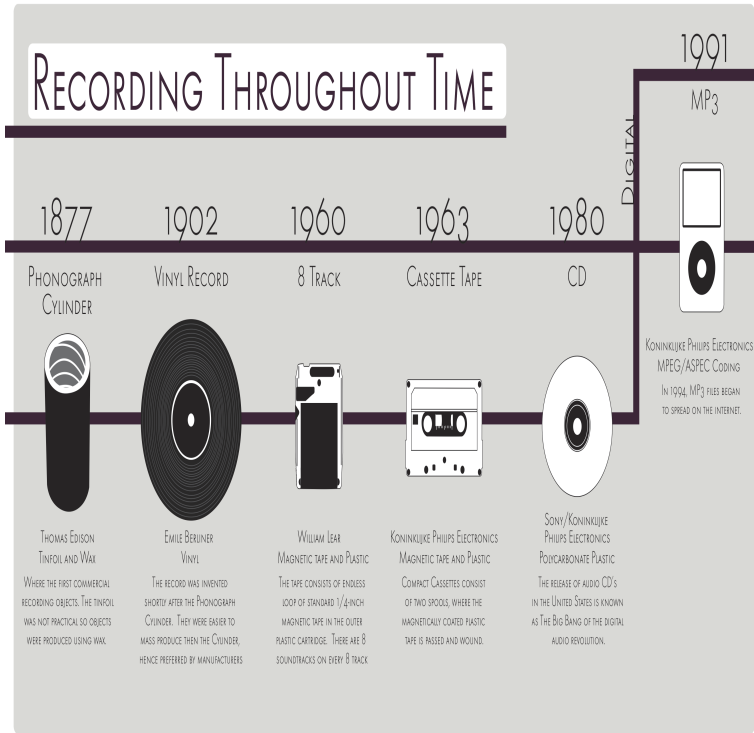 Recording Throughout Time
1877
Phonograph
Cylinder
Thomas Edison
Tinfoil and Wax
Where the first commercial
recording objects. The tinfoil
was not practical so objects
were produced using wax.
1902
Vinyl Record
Emile Berliner
Vinyl
The record was invented
shortly after the Phonograph
Cylinder. They were easier to
mass produce then the Cylinder,
hence preferred by manufacturers
1960
8 Track
William Lear
Magnetic tape and Plastic
The tape consists of endless
loop of standard 1/4-inch
magnetic tape in the outer
plastic cartridge. There are 8
soundtracks on every 8 track
1963
Cassette Tape
Koninklijke Philips Electronics
Magnetic tape and Plastic
Compact Cassettes consist
of two spools, where the
magnetically coated plastic
tape is passed and wound.
1980
CD
Sony/Koninklijke
Philips Electronics
Polycarbonate Plastic
The release of audio CD's
in the United States is known
as The Big Bang of the digital
audio revolution.
Digital
1991
MP3
Koninklijke Philips Electronics
MPEG/ASPEC Coding
In 1994, MP3 files began
to spread on the internet.